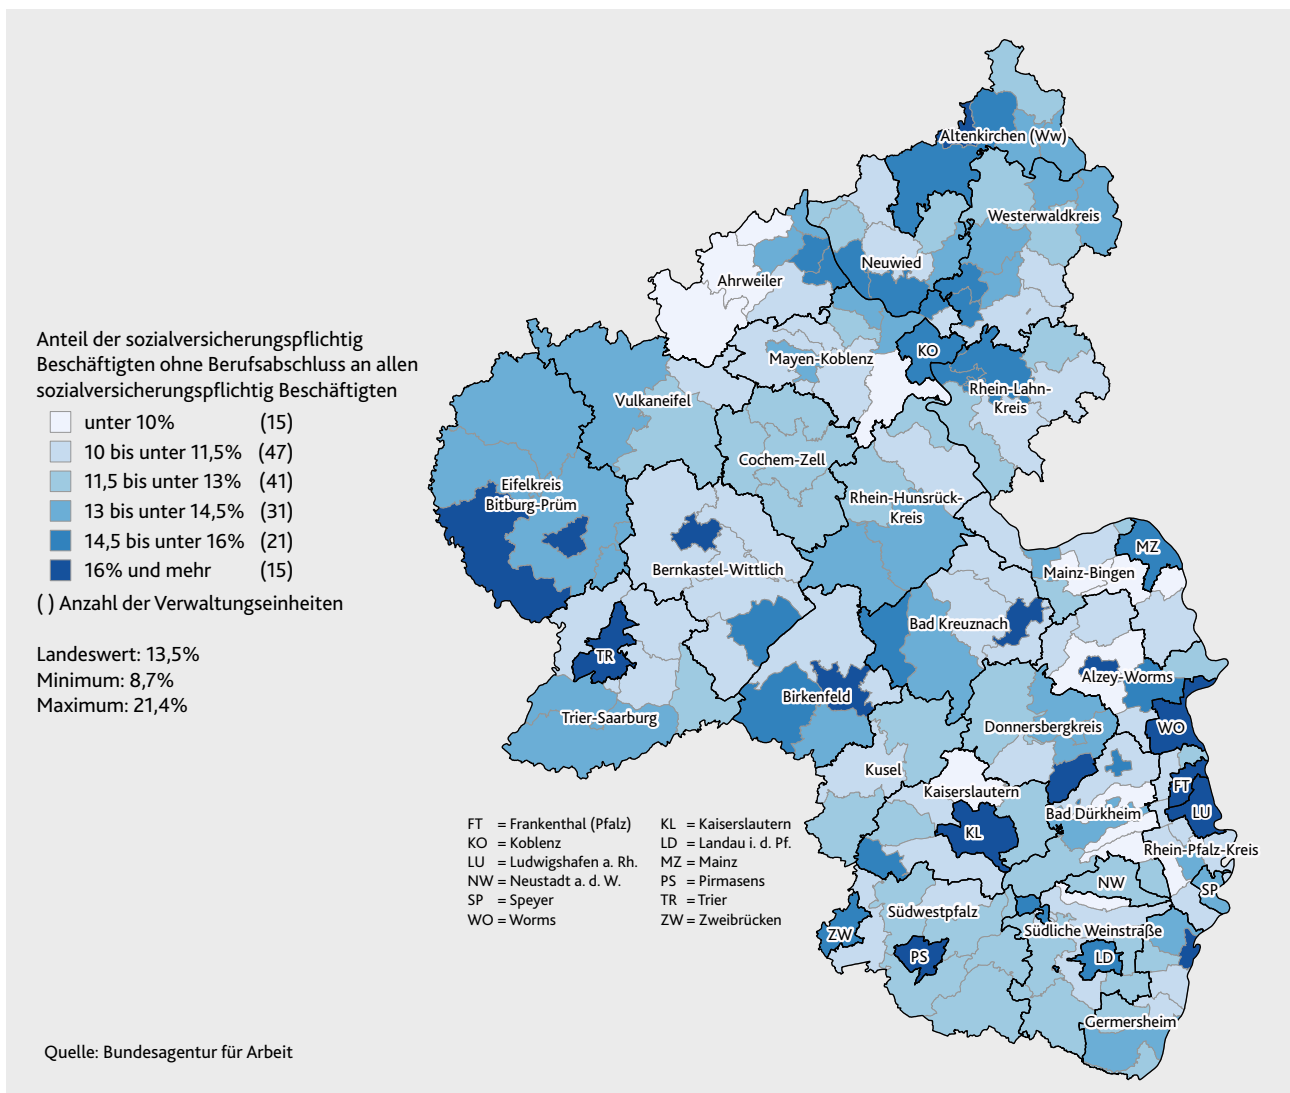 Altenkirchen (Ww)
Westerwaldkreis
Neuwied
Ahrweiler
Anteil der sozialversicherungspflichtig
Beschäftigten ohne Berufsabschluss an allen
sozialversicherungspflichtig Beschäftigten
unter 10% (15)
10 bis unter 11,5% (47)
11,5 bis unter 13% (41)
13 bis unter 14,5% (31)
14,5 bis unter 16% (21)
16% und mehr (15)
( ) Anzahl der Verwaltungseinheiten
Landeswert: 13,5%
Minimum: 8,7%
Maximum: 21,4%
Mayen-Koblenz
KO
Rhein-Lahn-
Kreis
Vulkaneifel
Cochem-Zell
Eifelkreis
Bitburg-Prüm
Rhein-Hunsrück-
Kreis
Bernkastel-Wittlich
MZ
Mainz-Bingen
Bad Kreuznach
TR
Alzey-Worms
Birkenfeld
Trier-Saarburg
Donnersbergkreis
WO
Kusel
Kaiserslautern
FT
Bad Dürkheim
LU
KL
Rhein-Pfalz-Kreis
NW
SP
Südwestpfalz
Südliche Weinstraße
ZW
PS
LD
Germersheim
FT = Frankenthal (Pfalz)
KO = Koblenz
LU = Ludwigshafen a. Rh.
NW = Neustadt a. d. W.
SP = Speyer
WO = Worms
KL = Kaiserslautern
LD = Landau i. d. Pf.
MZ = Mainz
PS = Pirmasens
TR = Trier
ZW = Zweibrücken
Quelle: Bundesagentur für Arbeit